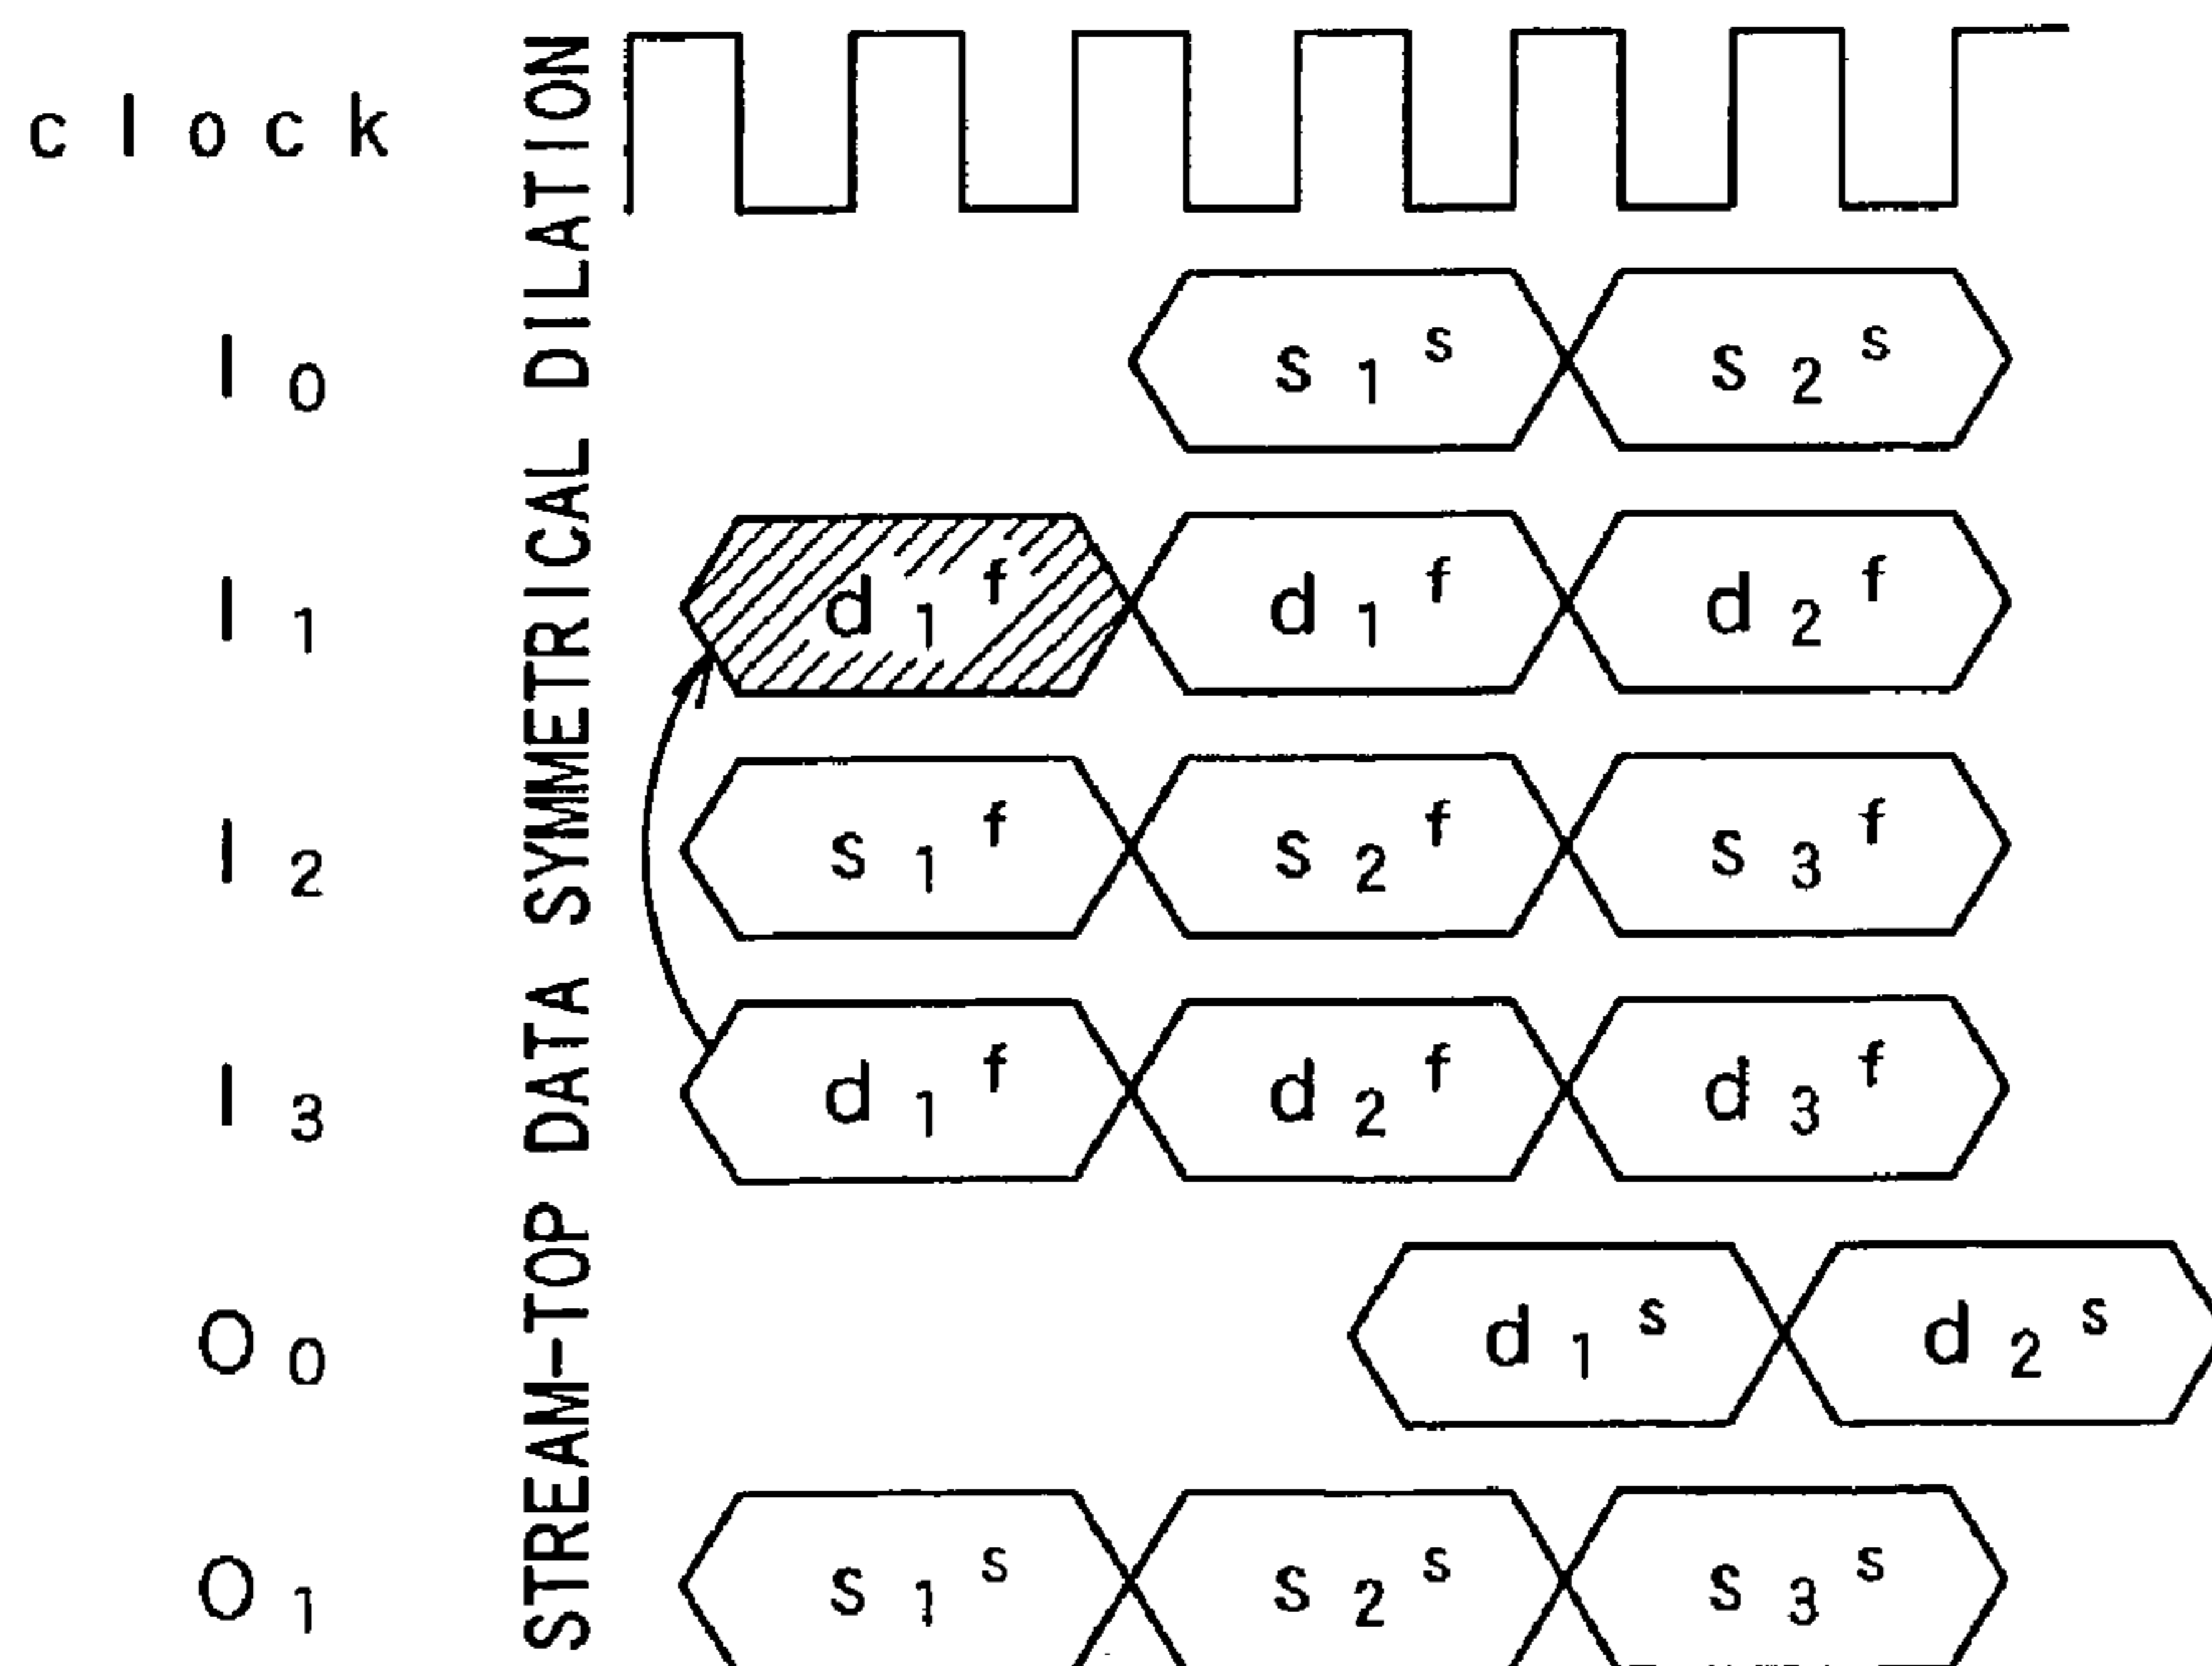 clock
STREAM-TOP DATA SYMMETRICAL DILATION
I₀ s₁ˢ s₂ˢ
I₁ d₁ᶠ d₁ᶠ d₂ᶠ
I₂ s₁ᶠ s₂ᶠ s₃ᶠ
I₃ d₁ᶠ d₂ᶠ d₃ᶠ
O₀ d₁ˢ d₂ˢ
O₁ s₁ˢ s₂ˢ s₃ˢ